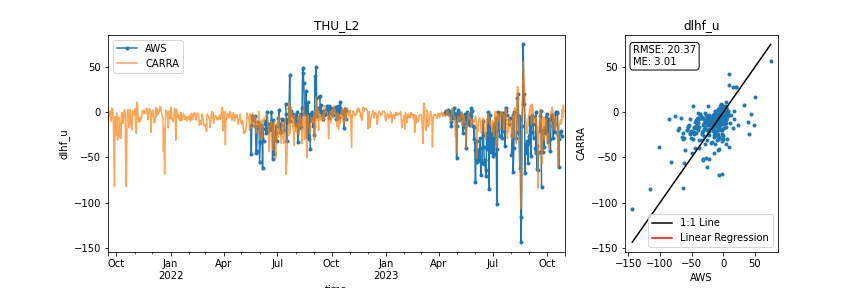 THU_L2
AWS
CARRA
dlhf_u
50
0
−50
−100
−150
Oct
Jan
2022
Apr
Jul
Oct
Jan
2023
Apr
Jul
Oct
time
dlhf_u
RMSE: 20.37
ME: 3.01
CARRA
50
0
−50
−100
−150
1:1 Line
Linear Regression
−150
−100
−50
0
50
AWS